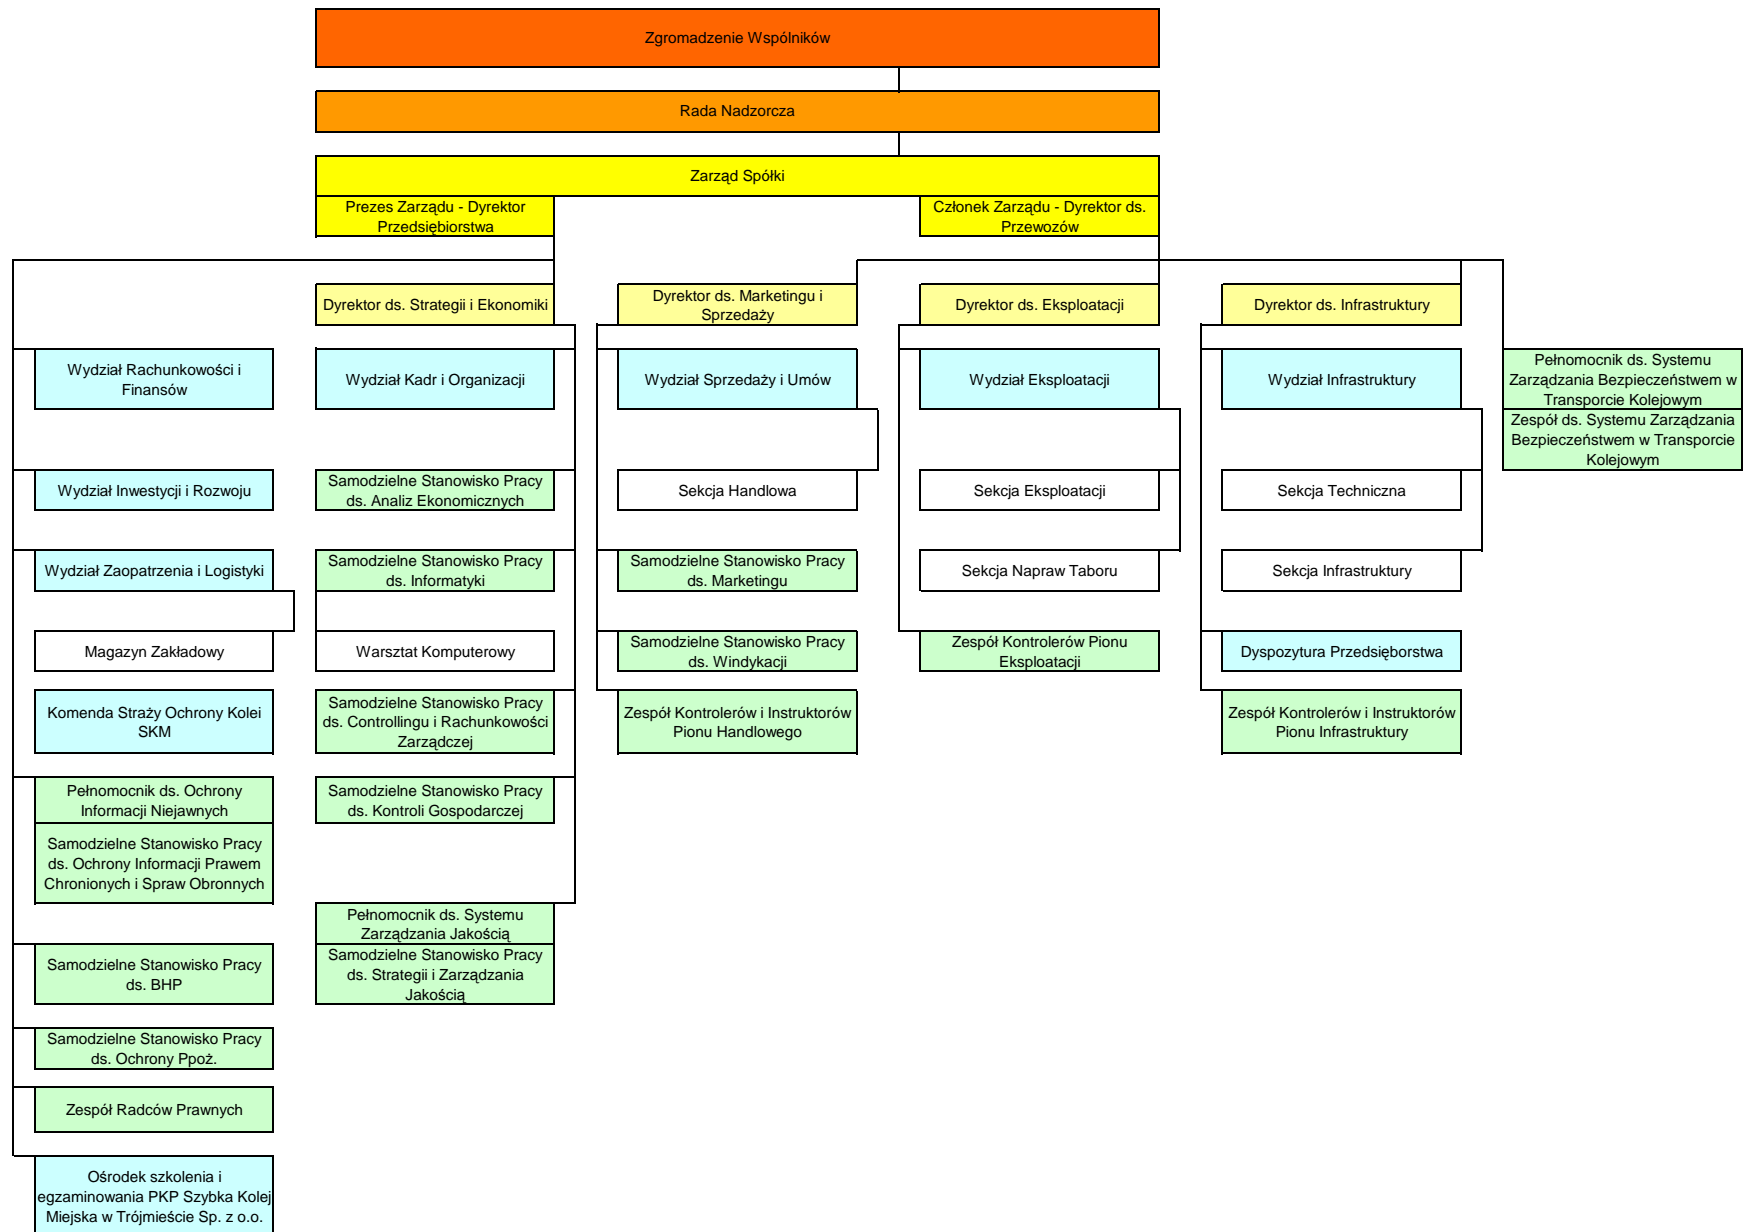 Zgromadzenie Wspólników
Rada Nadzorcza
Zarząd Spółki
Prezes Zarządu - Dyrektor
Przedsiębiorstwa
Członek Zarządu - Dyrektor ds.
Przewozów
Dyrektor ds. Strategii i Ekonomiki
Dyrektor ds. Marketingu i
Sprzedaży
Dyrektor ds. Eksploatacji
Dyrektor ds. Infrastruktury
Wydział Rachunkowości i
Finansów
Wydział Kadr i Organizacji
Wydział Sprzedaży i Umów
Wydział Eksploatacji
Wydział Infrastruktury
Pełnomocnik ds. Systemu
Zarządzania Bezpieczeństwem w
Transporcie Kolejowym
Zespół ds. Systemu Zarządzania
Bezpieczeństwem w Transporcie
Kolejowym
Wydział Inwestycji i Rozwoju
Samodzielne Stanowisko Pracy
ds. Analiz Ekonomicznych
Sekcja Handlowa
Sekcja Eksploatacji
Sekcja Techniczna
Wydział Zaopatrzenia i Logistyki
Samodzielne Stanowisko Pracy
ds. Informatyki
Samodzielne Stanowisko Pracy
ds. Marketingu
Sekcja Napraw Taboru
Sekcja Infrastruktury
Magazyn Zakładowy
Warsztat Komputerowy
Samodzielne Stanowisko Pracy
ds. Windykacji
Zespół Kontrolerów Pionu
Eksploatacji
Dyspozytura Przedsięborstwa
Komenda Straży Ochrony Kolei
SKM
Samodzielne Stanowisko Pracy
ds. Controllingu i Rachunkowości
Zarządczej
Zespół Kontrolerów i Instruktorów
Pionu Handlowego
Zespół Kontrolerów i Instruktorów
Pionu Infrastruktury
Pełnomocnik ds. Ochrony
Informacji Niejawnych
Samodzielne Stanowisko Pracy
ds. Kontroli Gospodarczej
Samodzielne Stanowisko Pracy
ds. Ochrony Informacji Prawem
Chronionych i Spraw Obronnych
Pełnomocnik ds. Systemu
Zarządzania Jakością
Samodzielne Stanowisko Pracy
ds. BHP
Samodzielne Stanowisko Pracy
ds. Strategii i Zarządzania
Jakością
Samodzielne Stanowisko Pracy
ds. Ochrony Ppoż.
Zespół Radców Prawnych
Ośrodek szkolenia i
egzaminowania PKP Szybka Kolej
Miejska w Trójmieście Sp. z o.o.